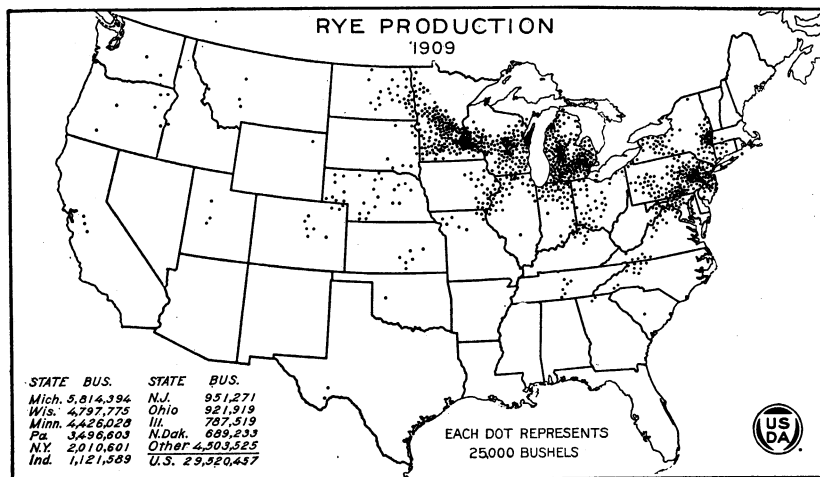 RYE PRODUCTION
1909
STATE BUS. STATE BUS.
Mich. 5,814,394 N.J. 951,271
Wis. 4,797,775 Ohio 921,919
Minn. 4,426,028 Ill. 787,519
Pa. 3,496,603 N.Dak. 689,233
N.Y. 2,010,601 Other 4,503,525
Ind. 1,121,589 U.S. 29,520,457
EACH DOT REPRESENTS
25,000 BUSHELS
US
DA